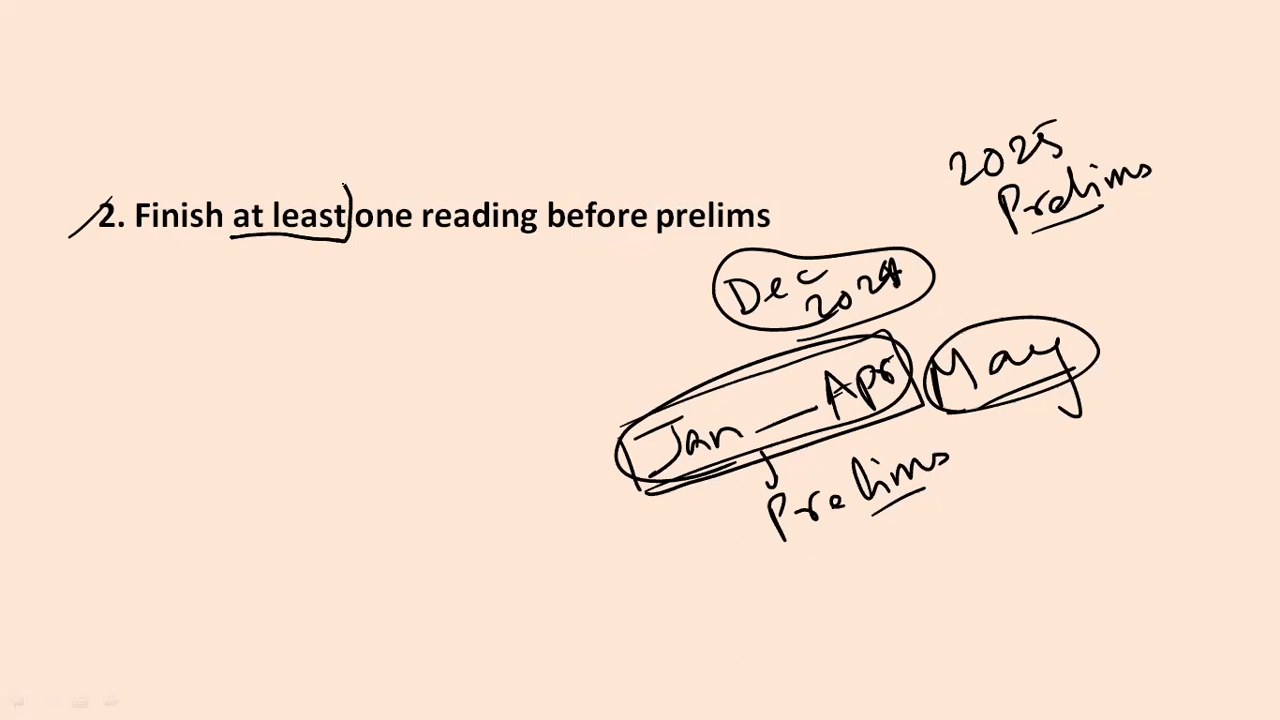 2025
Prelims
2. Finish at least one reading before prelims
Dec
2024
Jan — Apr
May
Prelims